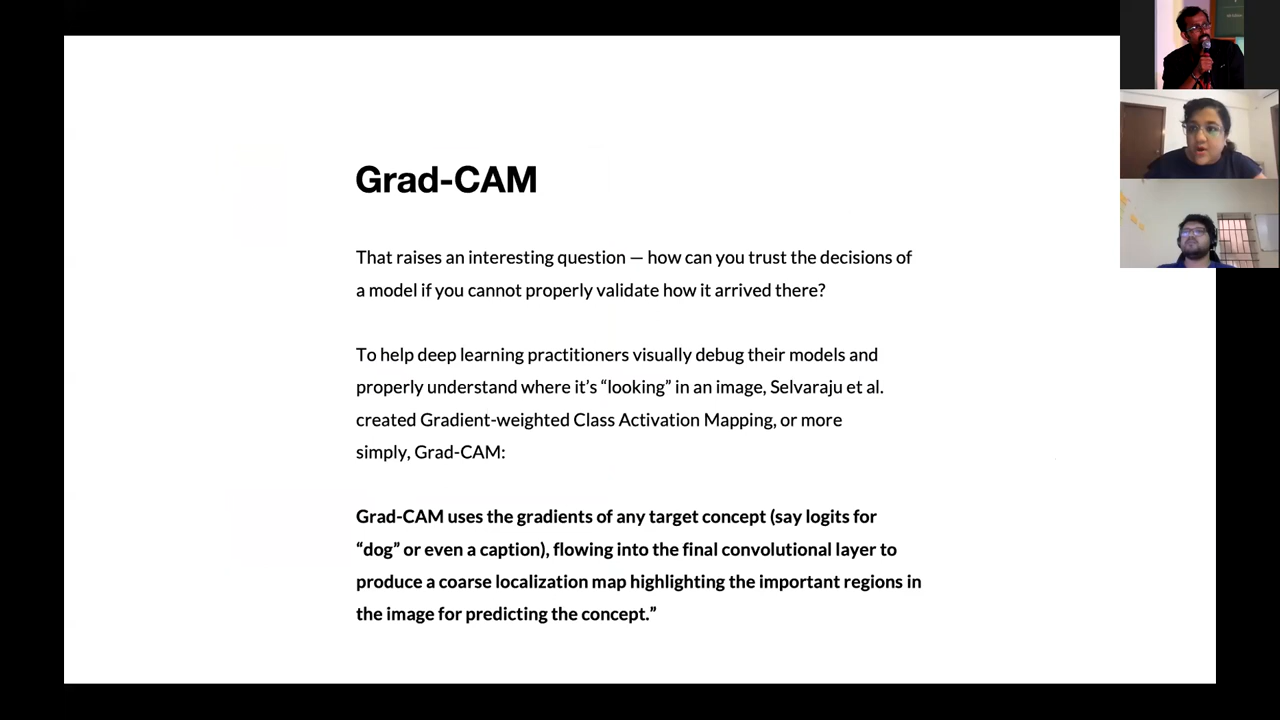 Grad-CAM
That raises an interesting question — how can you trust the decisions of
a model if you cannot properly validate how it arrived there?
To help deep learning practitioners visually debug their models and
properly understand where it’s “looking” in an image, Selvaraju et al.
created Gradient-weighted Class Activation Mapping, or more
simply, Grad-CAM:
Grad-CAM uses the gradients of any target concept (say logits for
“dog” or even a caption), flowing into the final convolutional layer to
produce a coarse localization map highlighting the important regions in
the image for predicting the concept.”